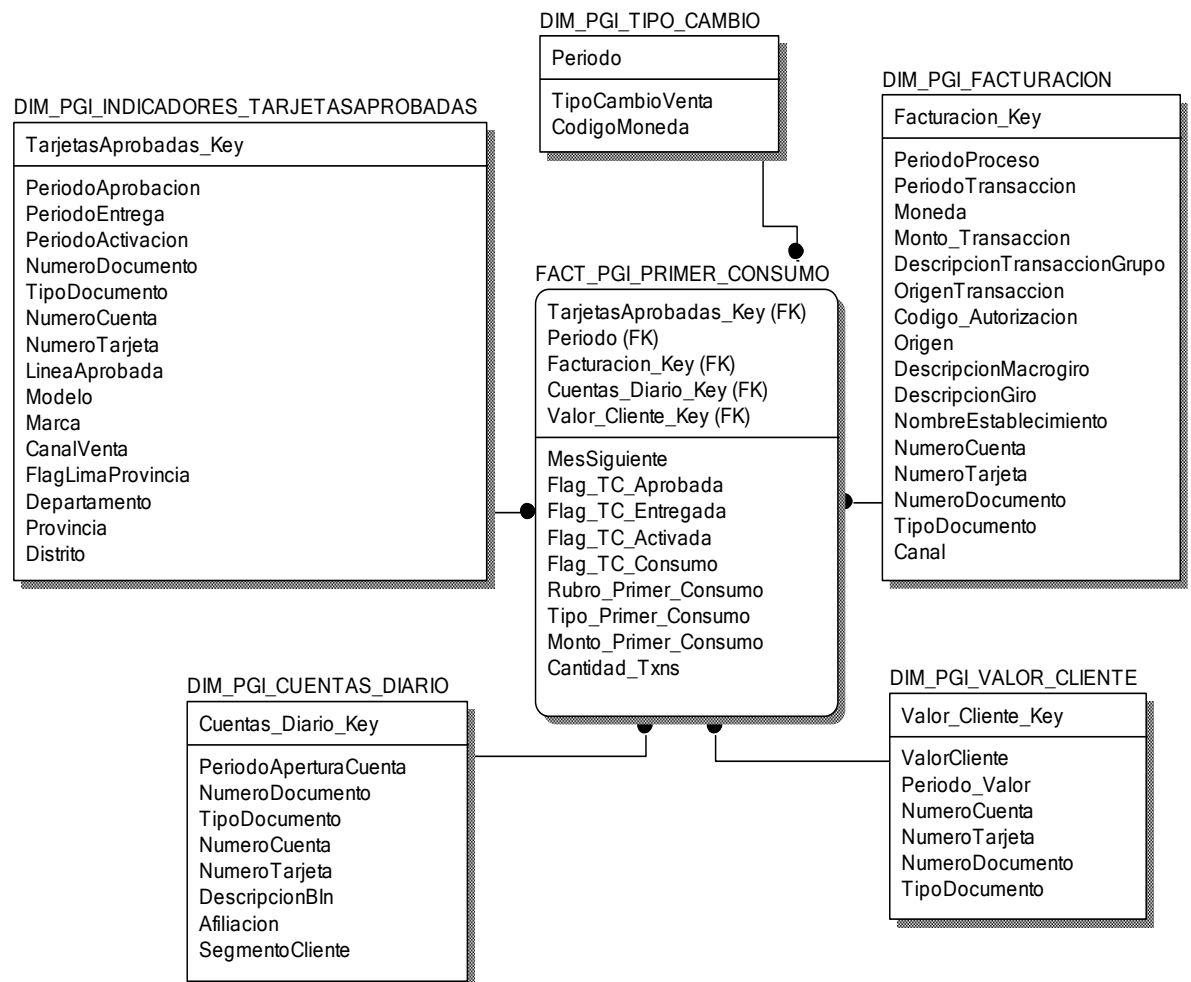 DIM_PGI_TIPO_CAMBIO
Periodo
TipoCambioVenta
CodigoMoneda
DIM_PGI_INDICADORES_TARJETASAPROBADAS
TarjetasAprobadas_Key
PeriodoAprobacion
PeriodoEntrega
PeriodoActivacion
NumeroDocumento
TipoDocumento
NumeroCuenta
NumeroTarjeta
LineaAprobada
Modelo
Marca
CanalVenta
FlagLimaProvincia
Departamento
Provincia
Distrito
DIM_PGI_FACTURACION
Facturacion_Key
PeriodoProceso
PeriodoTransaccion
Moneda
Monto_Transaccion
DescripcionTransaccionGrupo
OrigenTransaccion
Codigo_Autorizacion
Origen
DescripcionMacrogiro
DescripcionGiro
NombreEstablecimiento
NumeroCuenta
NumeroTarjeta
NumeroDocumento
TipoDocumento
Canal
FACT_PGI_PRIMER_CONSUMO
TarjetasAprobadas_Key (FK)
Periodo (FK)
Facturacion_Key (FK)
Cuentas_Diario_Key (FK)
Valor_Cliente_Key (FK)
MesSiguiente
Flag_TC_Aprobada
Flag_TC_Entregada
Flag_TC_Activada
Flag_TC_Consumo
Rubro_Primer_Consumo
Tipo_Primer_Consumo
Monto_Primer_Consumo
Cantidad_Txns
DIM_PGI_CUENTAS_DIARIO
Cuentas_Diario_Key
PeriodoAperturaCuenta
NumeroDocumento
TipoDocumento
NumeroCuenta
NumeroTarjeta
DescripcionBIn
Afiliacion
SegmentoCliente
DIM_PGI_VALOR_CLIENTE
Valor_Cliente_Key
ValorCliente
Periodo_Valor
NumeroCuenta
NumeroTarjeta
NumeroDocumento
TipoDocumento